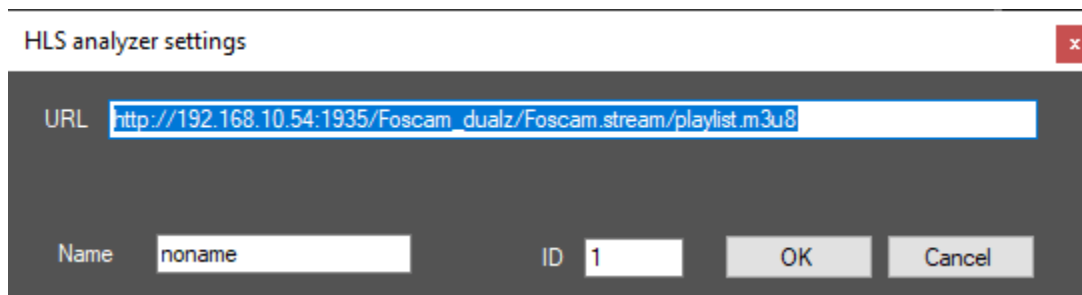 HLS analyzer settings
x
URL http://192.168.10.54:1935/Foscam_dualz/Foscam.stream/playlist.m3u8
Name noname ID 1 OK Cancel